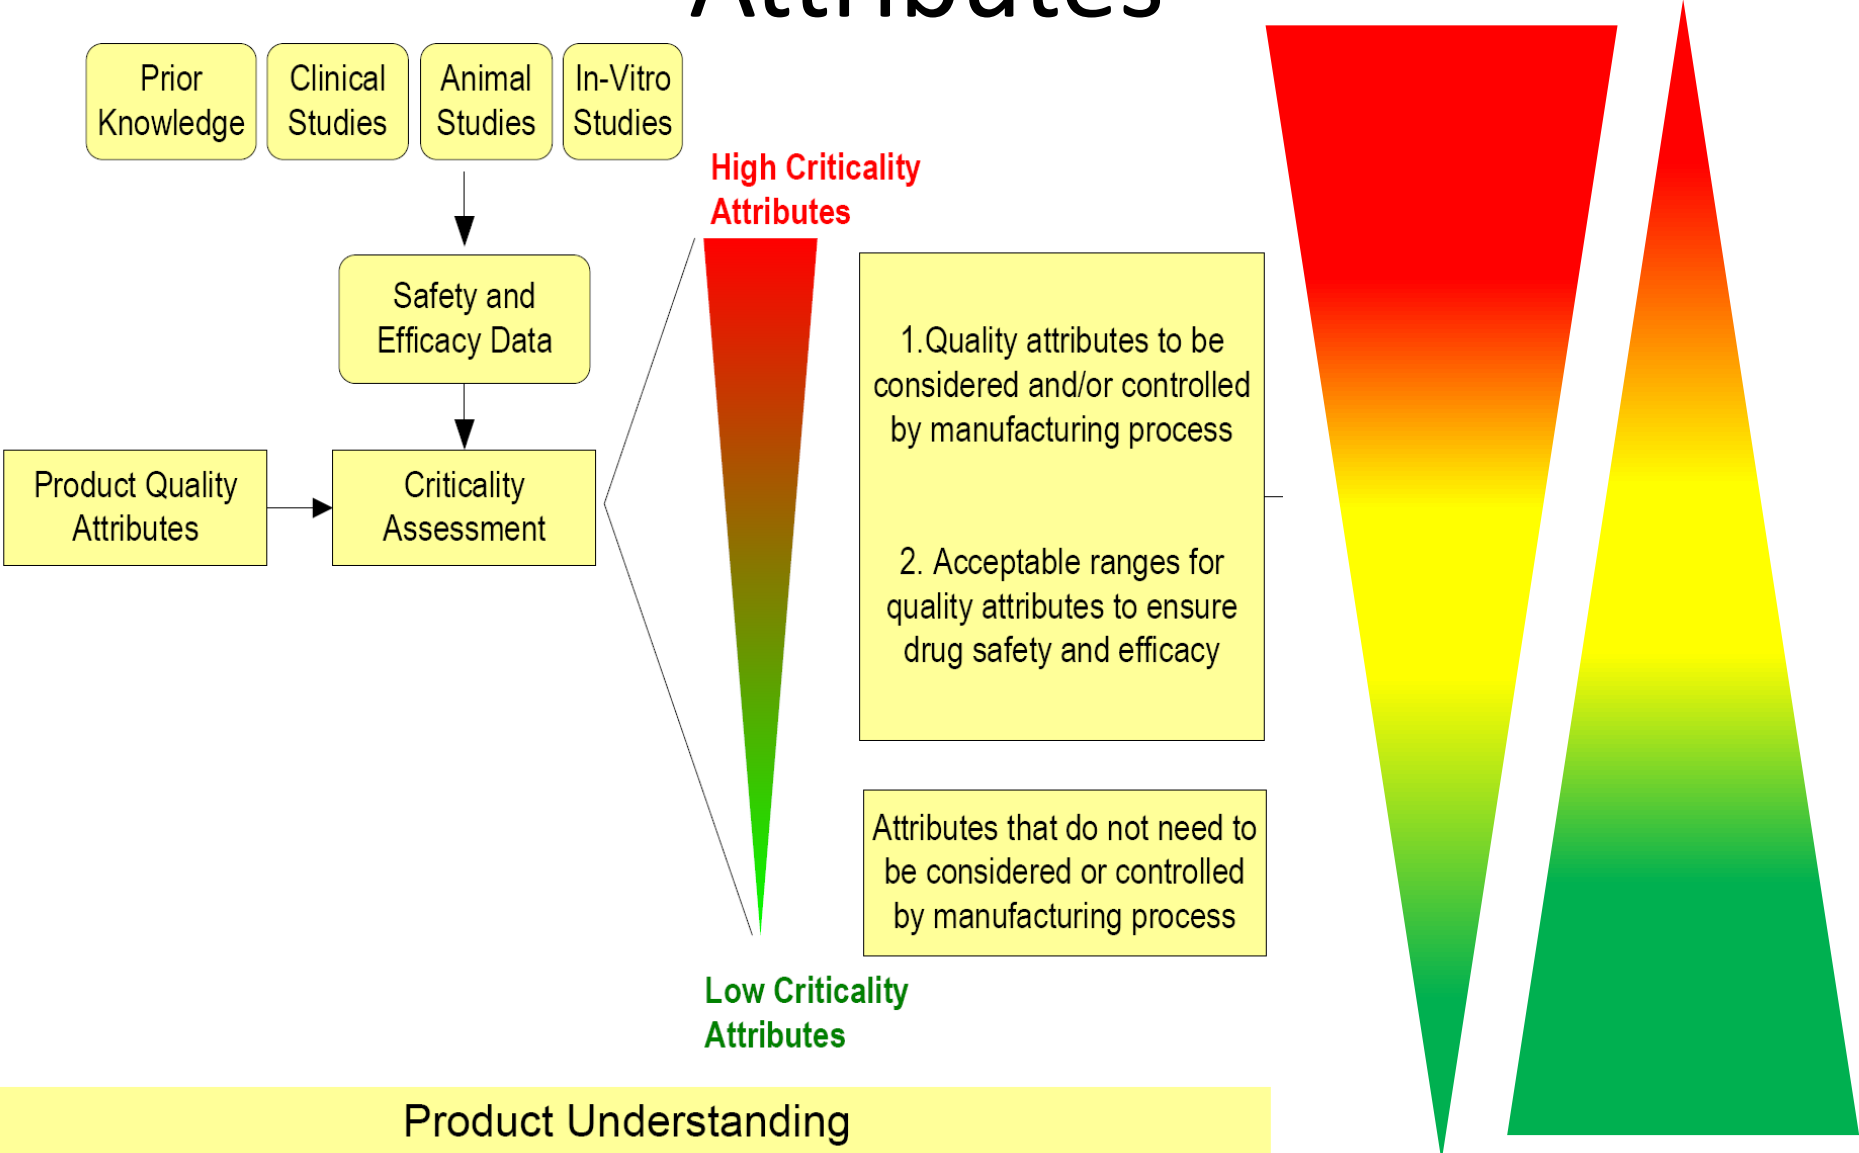 Attributes
Prior
Knowledge
Clinical
Studies
Animal
Studies
In-Vitro
Studies
High Criticality
Attributes
Safety and
Efficacy Data
1.Quality attributes to be
considered and/or controlled
by manufacturing process
Product Quality
Attributes
Criticality
Assessment
2. Acceptable ranges for
quality attributes to ensure
drug safety and efficacy
Attributes that do not need to
be considered or controlled
by manufacturing process
Low Criticality
Attributes
Product Understanding